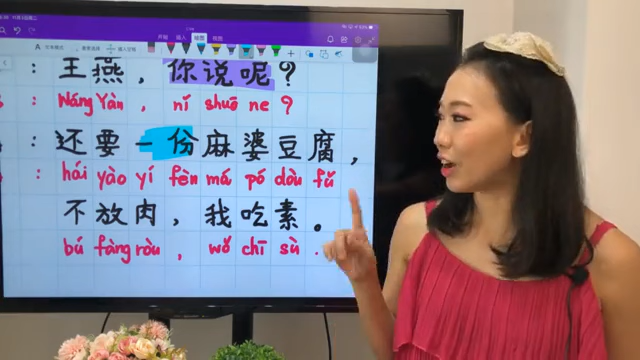 : 王燕，你说呢？
: Wáng Yàn , nǐ shuō ne ?
: 还要一份麻婆豆腐，
: hái yào yí fèn má pó dòu fǔ
不放肉，我吃素。
bú fàng ròu , wǒ chī sù .